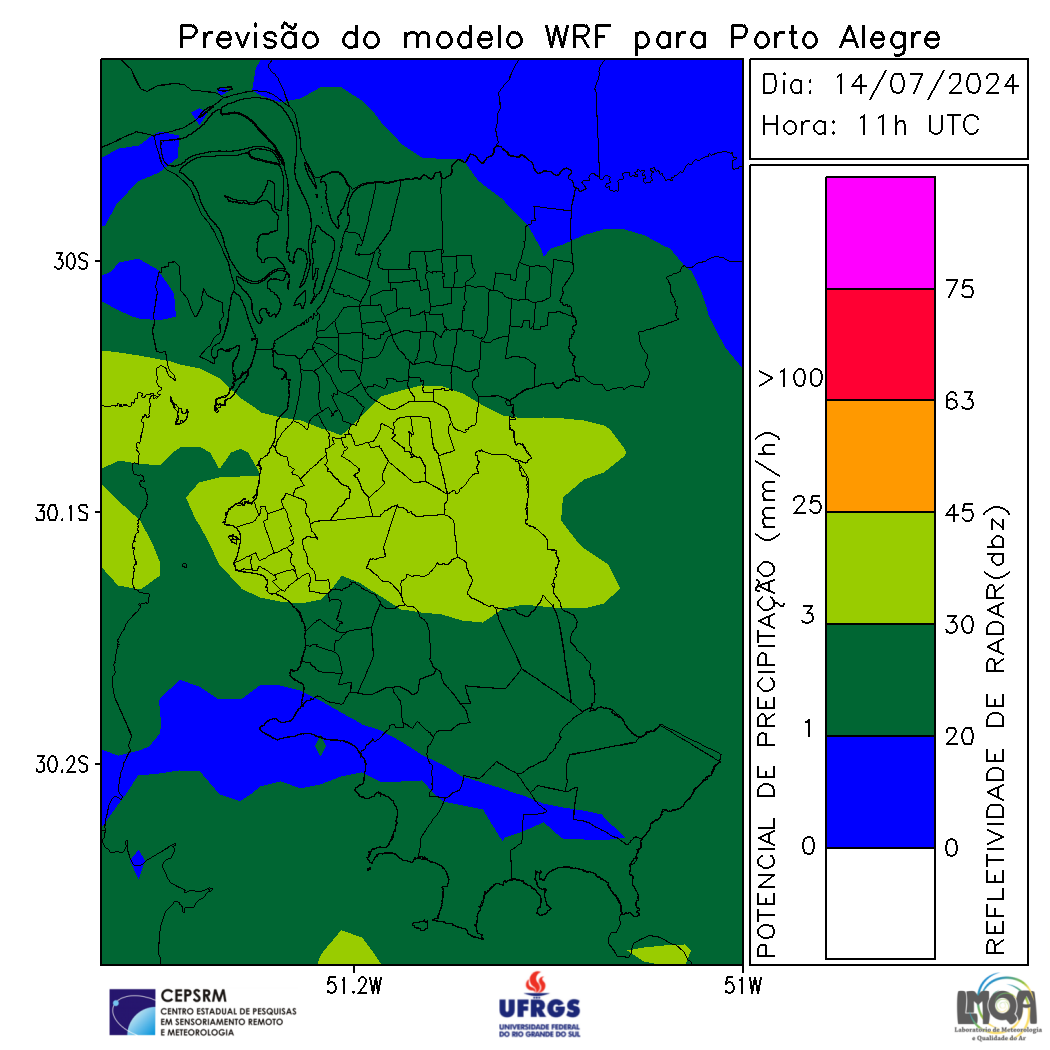 Previsão do modelo WRF para Porto Alegre
Dia: 14/07/2024
Hora: 11h UTC
30S
30.1S
30.2S
51.2W
51W
POTENCIAL DE PRECIPITAÇÃO (mm/h)
>100
25
3
1
0
75
63
45
30
20
0
REFLETIVIDADE DE RADAR(dbz)
CEPSRM
CENTRO ESTADUAL DE PESQUISAS
EM SENSORIAMENTO REMOTO
E METEOROLOGIA
UFRGS
UNIVERSIDADE FEDERAL
DO RIO GRANDE DO SUL
LMQA
Laboratório de Meteorologia
e Qualidade do Ar